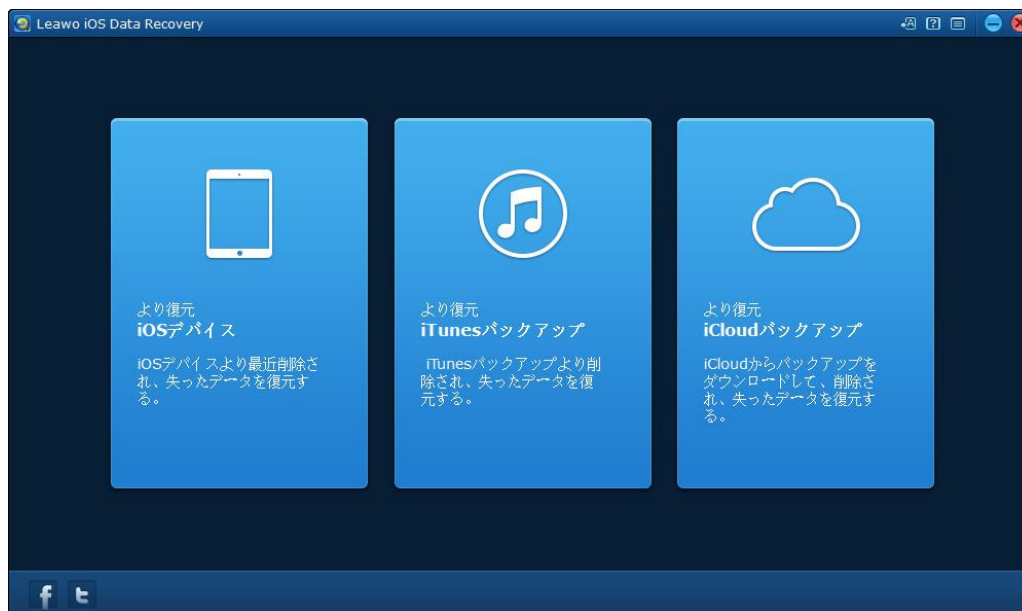 Leawo iOS Data Recovery
より復元
iOSデバイス
iOSデバイスより最近削除さ
れ、失ったデータを復元す
る。
より復元
iTunesバックアップ
iTunesバックアップより削
除され、失ったデータを復
元する。
より復元
iCloudバックアップ
iCloudからバックアップを
ダウンロードして、削除さ
れ、失ったデータを復元す
る。